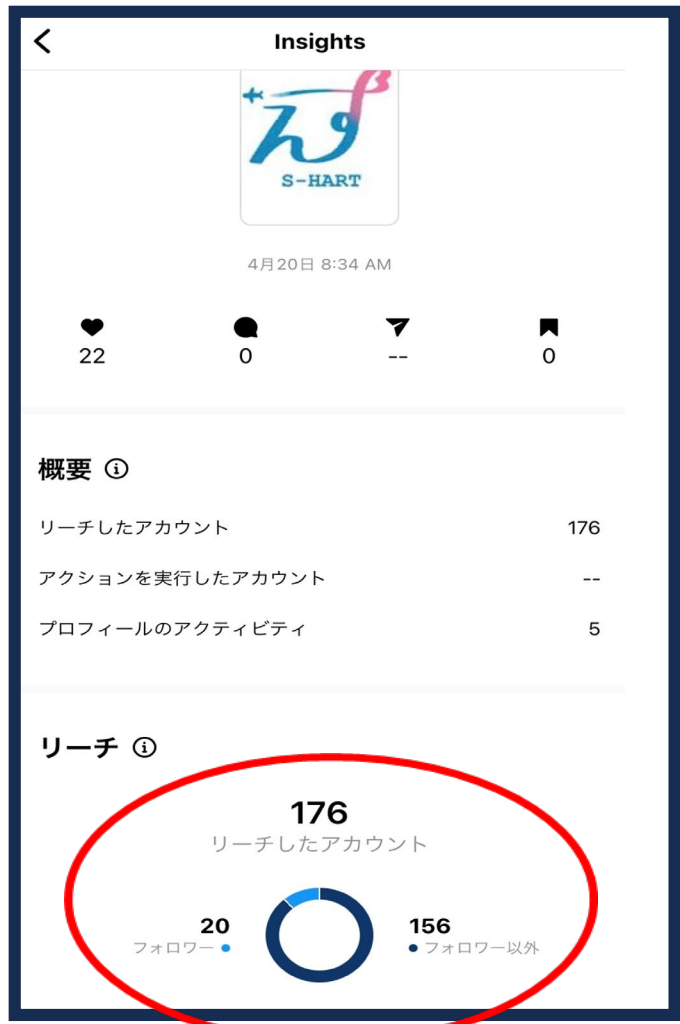 Insights
S-HART
4月20日 8:34 AM
22 0 -- 0
概要
リーチしたアカウント 176
アクションを実行したアカウント --
プロフィールのアクティビティ 5
リーチ
176
リーチしたアカウント
20 156
フォロワー フォロワー以外